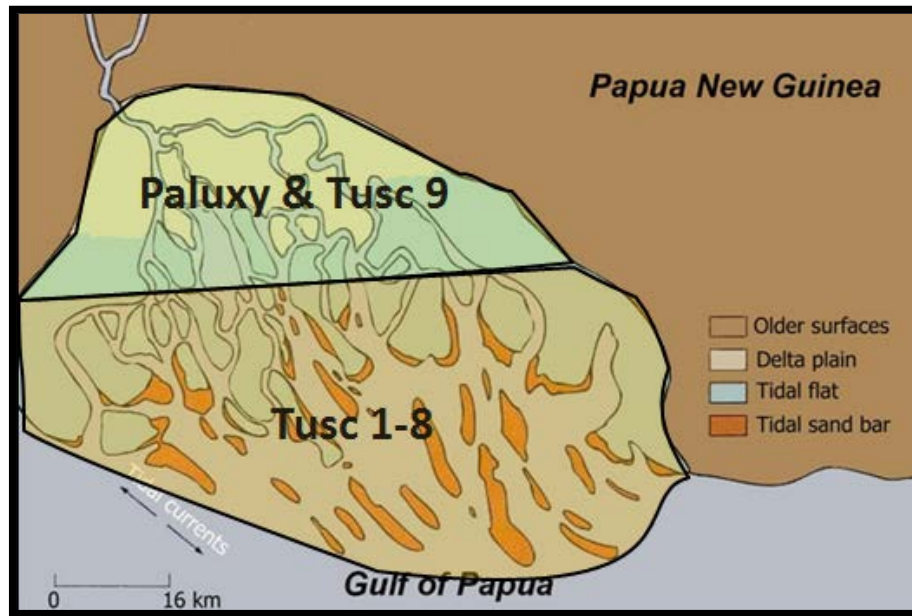 Papua New Guinea
Paluxy & Tusc 9
Older surfaces
Delta plain
Tidal flat
Tidal sand bar
Tusc 1-8
Tidal currents
Gulf of Papua
0 16 km